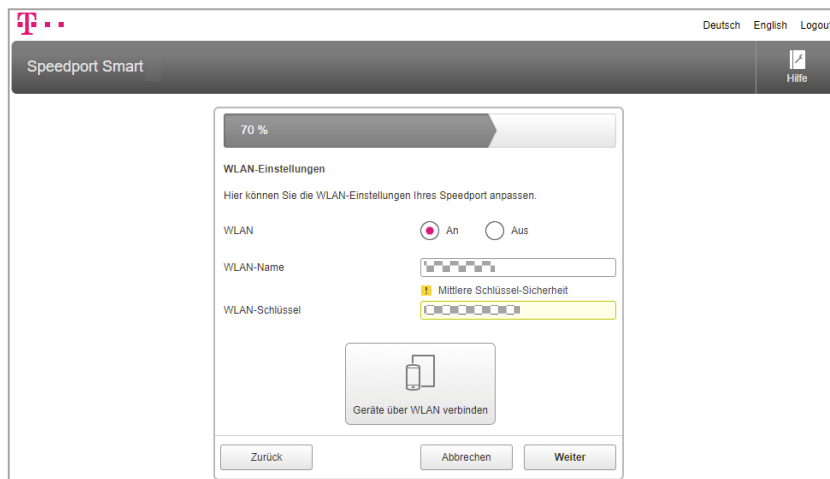 Deutsch English Logout
Speedport Smart
Hilfe
70 %
WLAN-Einstellungen
Hier können Sie die WLAN-Einstellungen Ihres Speedport anpassen.
WLAN An Aus
WLAN-Name
! Mittlere Schlüssel-Sicherheit
WLAN-Schlüssel
Geräte über WLAN verbinden
Zurück Abbrechen Weiter